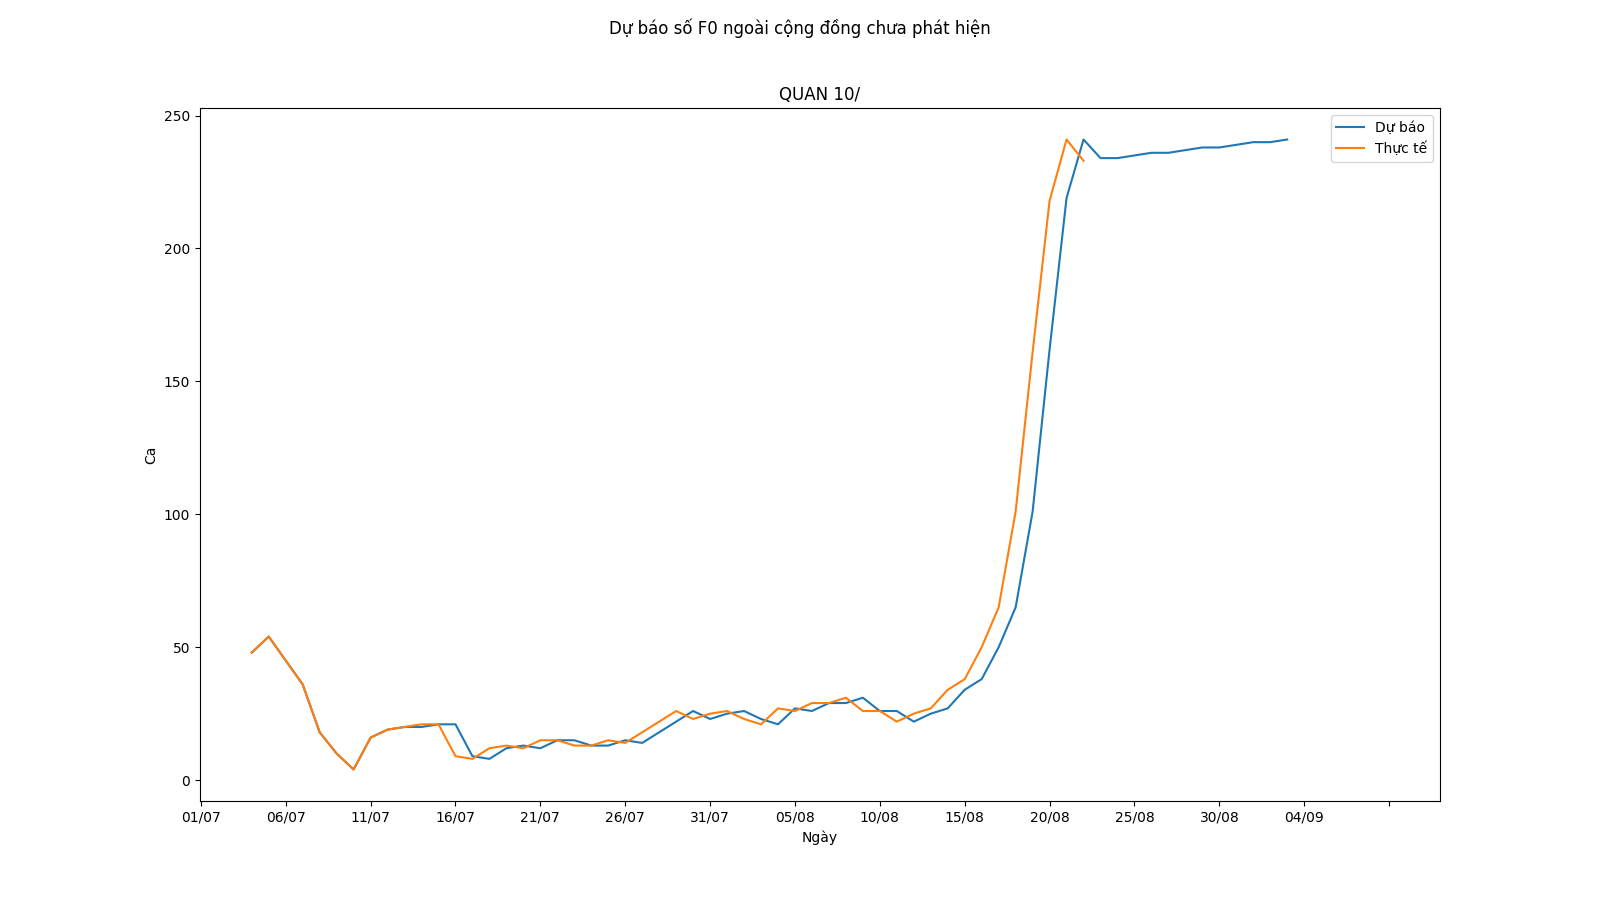 Dự báo số F0 ngoài cộng đồng chưa phát hiện
QUAN 10/
Dự báo
Thực tế
250
200
150
100
50
0
Ca
01/07 06/07 11/07 16/07 21/07 26/07 31/07 05/08 10/08 15/08 20/08 25/08 30/08 04/09
Ngày